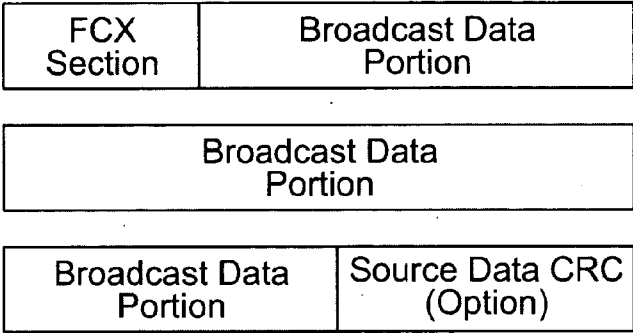 FCX
Section
Broadcast Data
Portion
Broadcast Data
Portion
Broadcast Data
Portion
Source Data CRC
(Option)